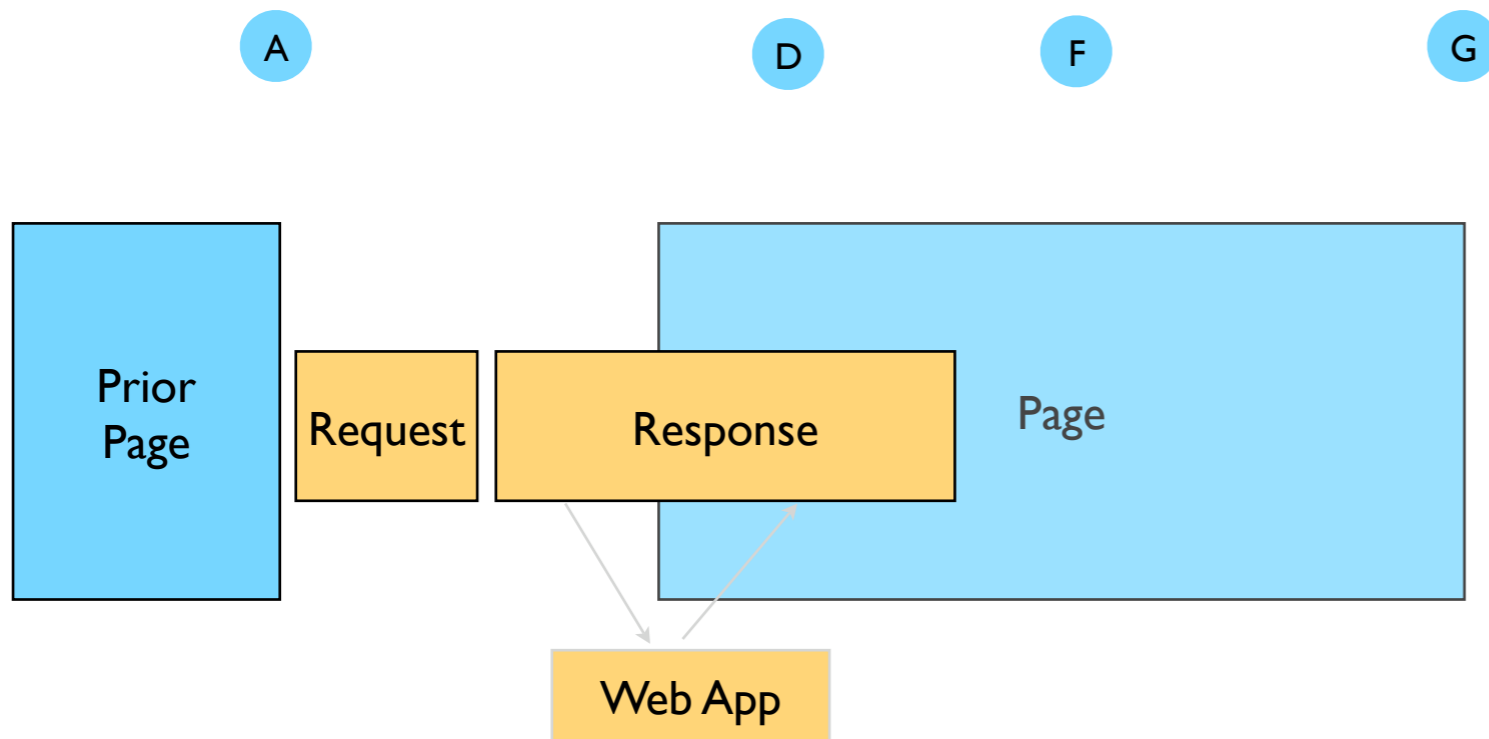 A
D
F
G
Prior
Page
Request
Response
Page
Web App